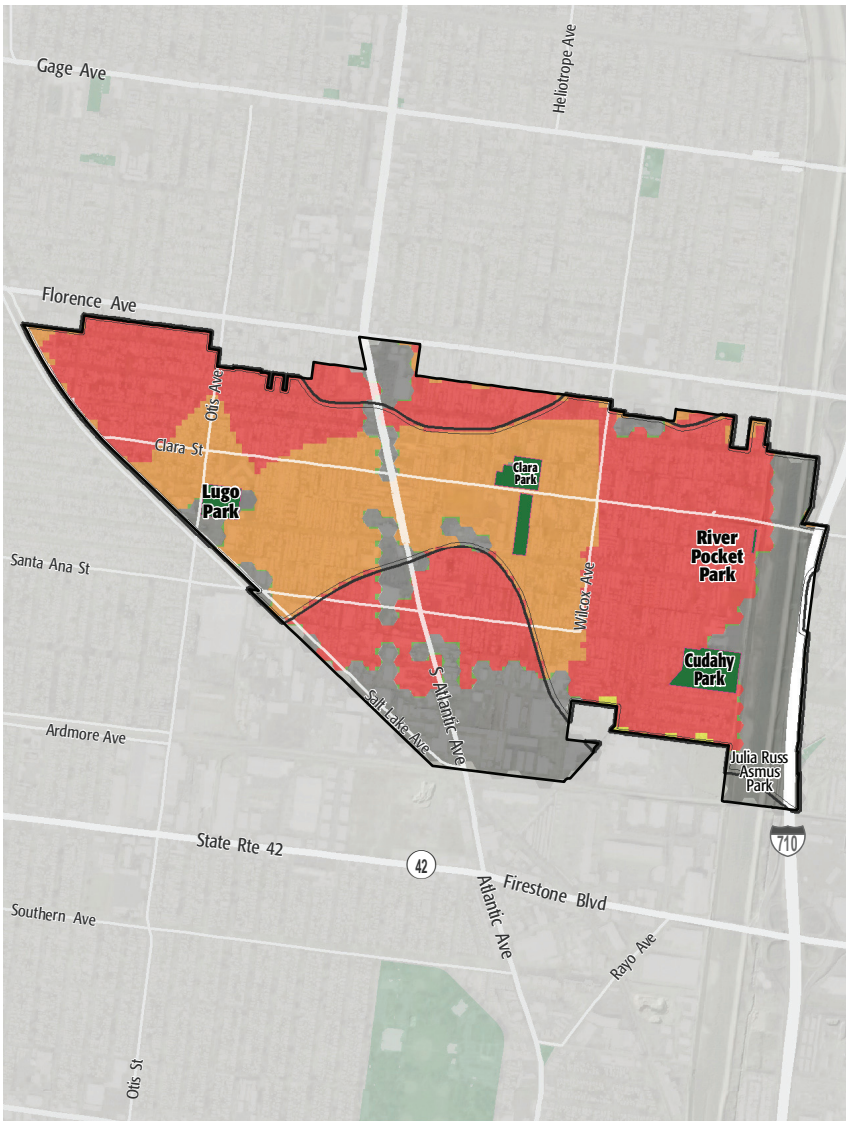 Heliotrope Ave
Gage Ave
Florence Ave
Otis Ave
Clara St
Clara
Park
Lugo
Park
River
Pocket
Park
Santa Ana St
Wilcox Ave
Cudahy
Park
S Atlantic Ave
Salt Lake Ave
Ardmore Ave
Julia Russ
Asmus
Park
710
State Rte 42
42
Firestone Blvd
Atlantic Ave
Southern Ave
Rayo Ave
Otis St